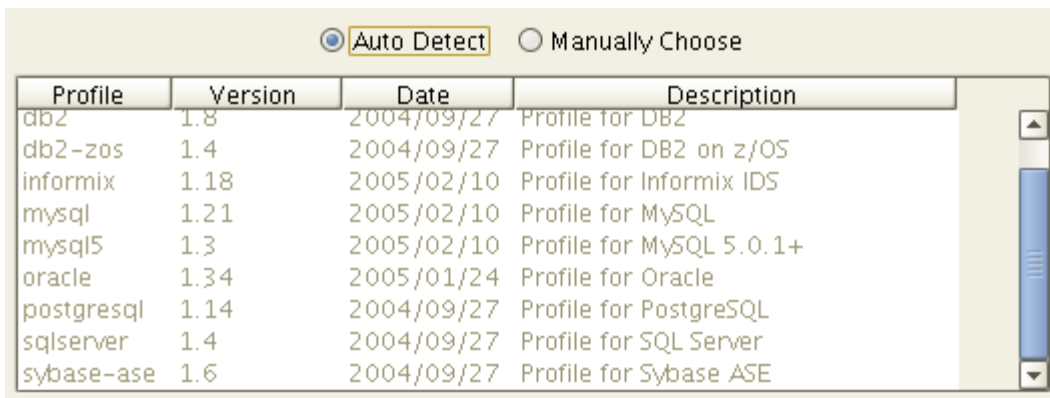 Auto Detect Manually Choose
Profile Version Date Description
db2 1.8 2004/09/27 Profile for DB2
db2-zos 1.4 2004/09/27 Profile for DB2 on z/OS
informix 1.18 2005/02/10 Profile for Informix IDS
mysql 1.21 2005/02/10 Profile for MySQL
mysql5 1.3 2005/02/10 Profile for MySQL 5.0.1+
oracle 1.34 2005/01/24 Profile for Oracle
postgresql 1.14 2004/09/27 Profile for PostgreSQL
sqlserver 1.4 2004/09/27 Profile for SQL Server
sybase-ase 1.6 2004/09/27 Profile for Sybase ASE